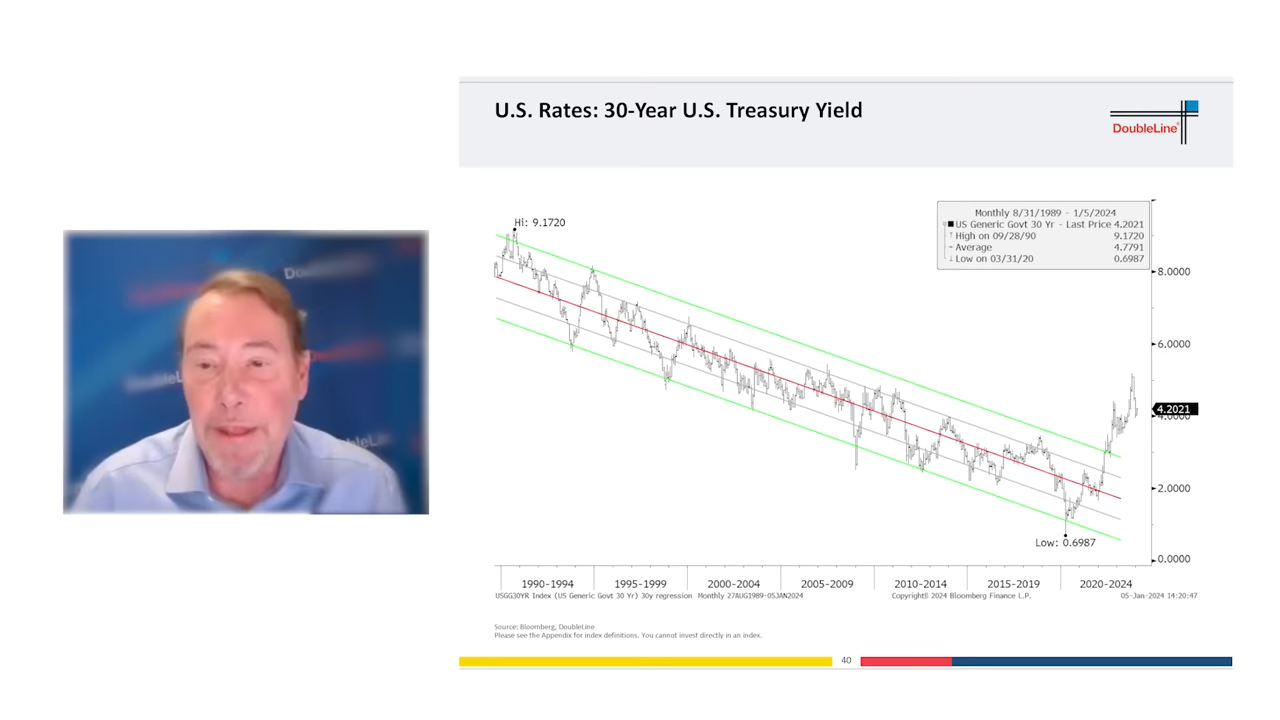 U.S. Rates: 30-Year U.S. Treasury Yield
DoubleLine®
Hi: 9.1720
Monthly 8/31/1989 - 1/5/2024
US Generic Govt 30 Yr - Last Price 4.2021
High on 09/28/90 9.1720
Average 4.7791
Low on 03/31/20 0.6987
8.0000
6.0000
4.2021
4.0000
2.0000
Low: 0.6987
0.0000
1990-1994 1995-1999 2000-2004 2005-2009 2010-2014 2015-2019 2020-2024
USGG30YR Index (US Generic Govt 30 Yr) 30y regression Monthly 27AUG1989-05JAN2024 Copyright© 2024 Bloomberg Finance L.P. 05-Jan-2024 14:20:47
Source: Bloomberg, DoubleLine
Please see the Appendix for index definitions. You cannot invest directly in an index.
40